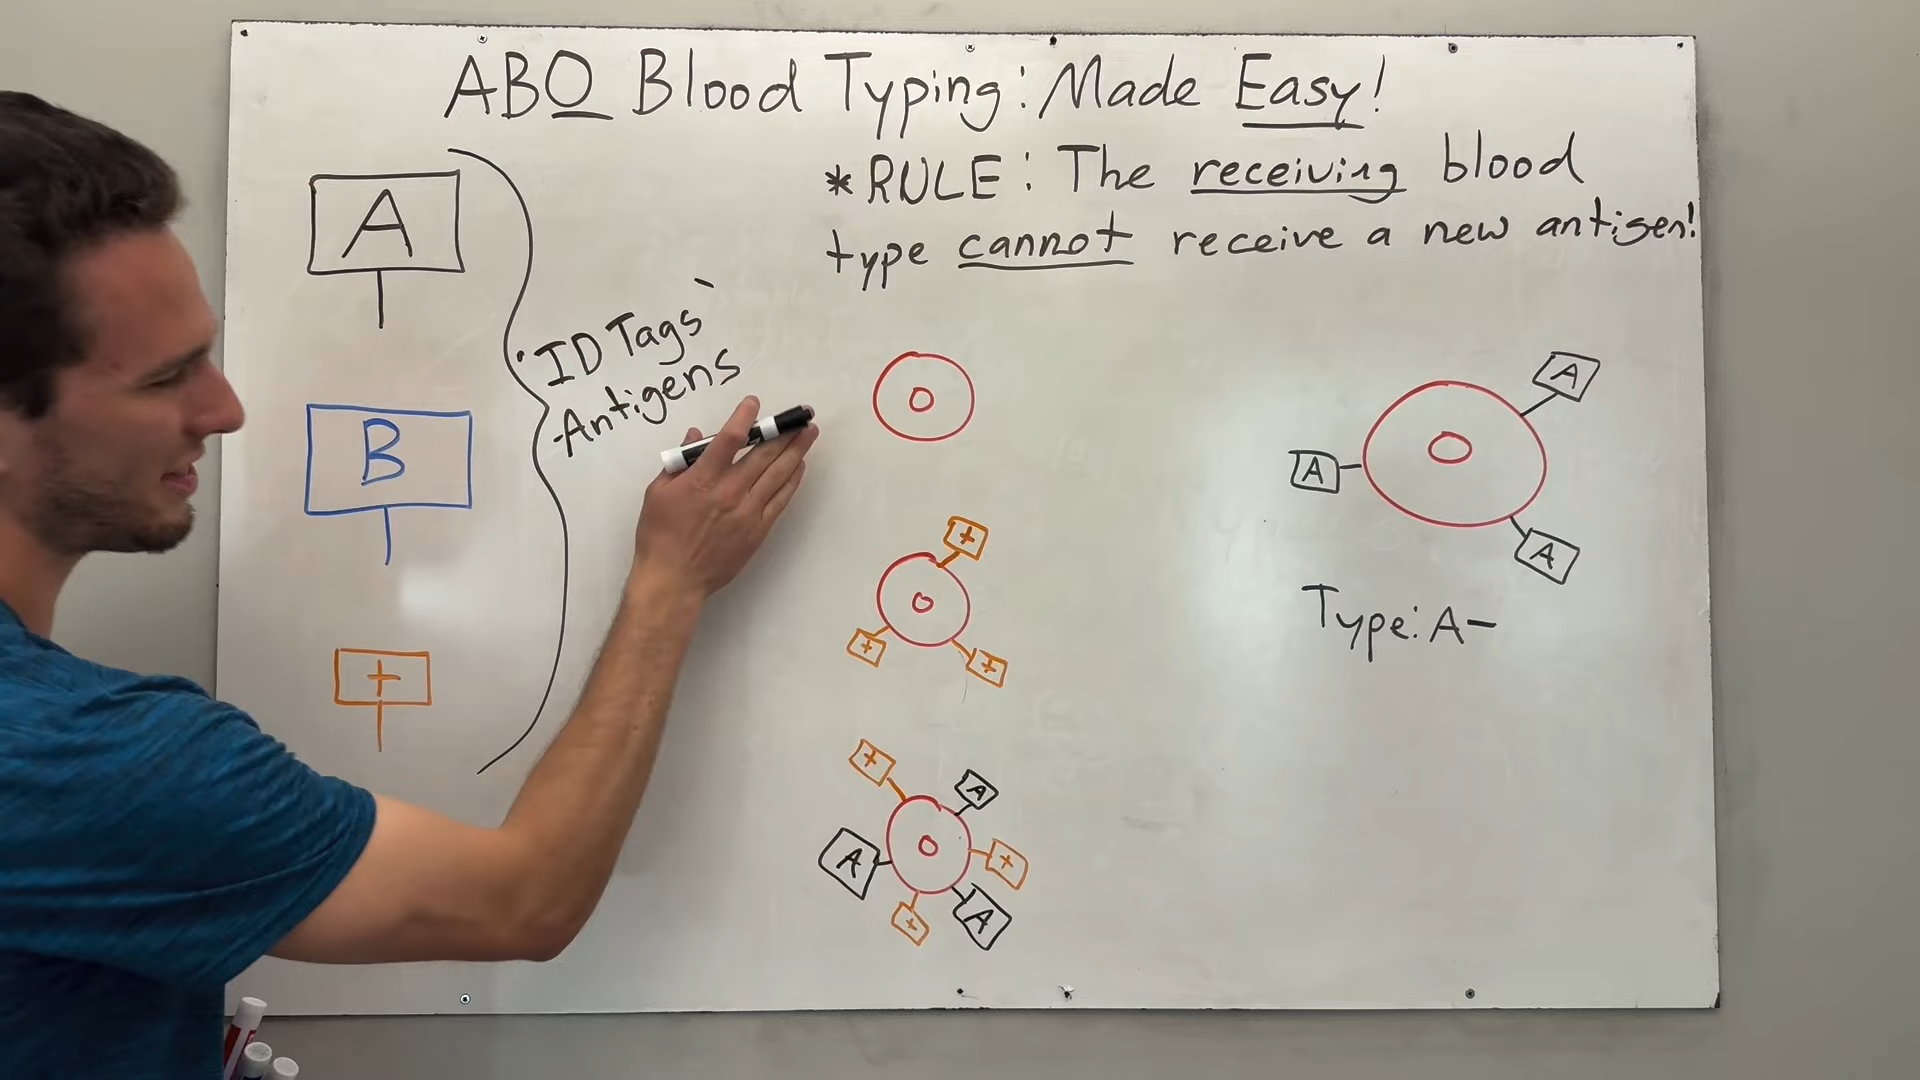 ABO Blood Typing: Made Easy!
*RULE: The receiving blood
type cannot receive a new antigen!
A
B
+
"ID Tags"
-Antigens
+
+
+
+
A
A
+
+
A
A
A
A
Type: A-